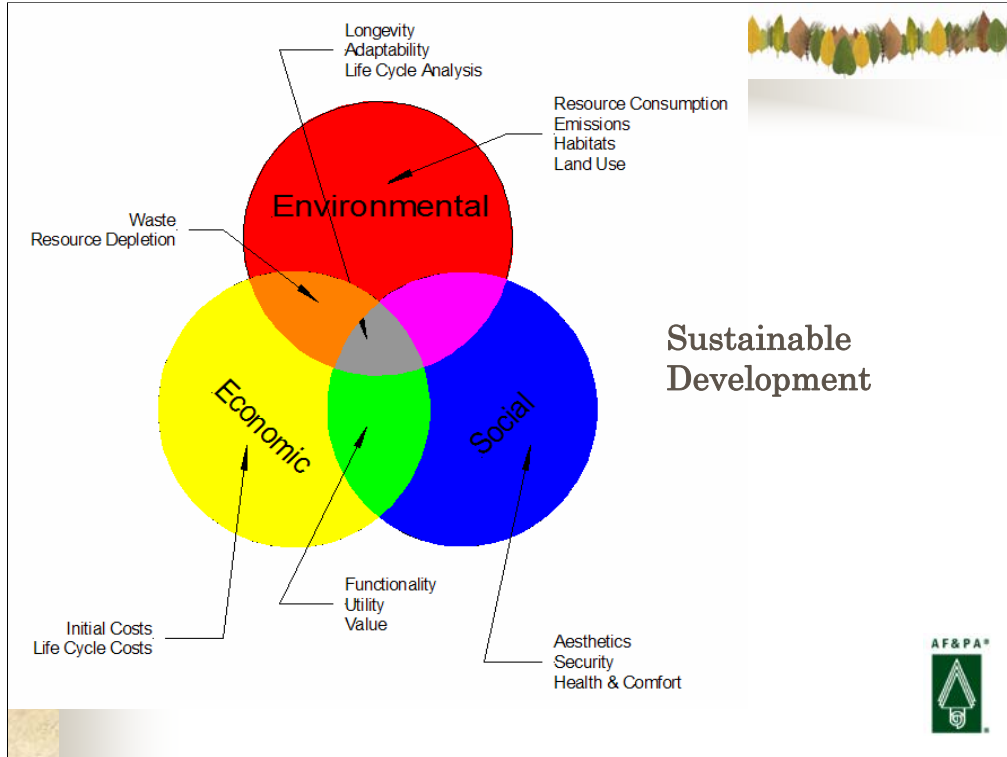 Longevity
Adaptability
Life Cycle Analysis
Resource Consumption
Emissions
Habitats
Land Use
Environmental
Waste
Resource Depletion
Sustainable
Development
Economic
Social
Functionality
Utility
Value
Initial Costs
Life Cycle Costs
Aesthetics
Security
Health & Comfort
AF&PA®
®